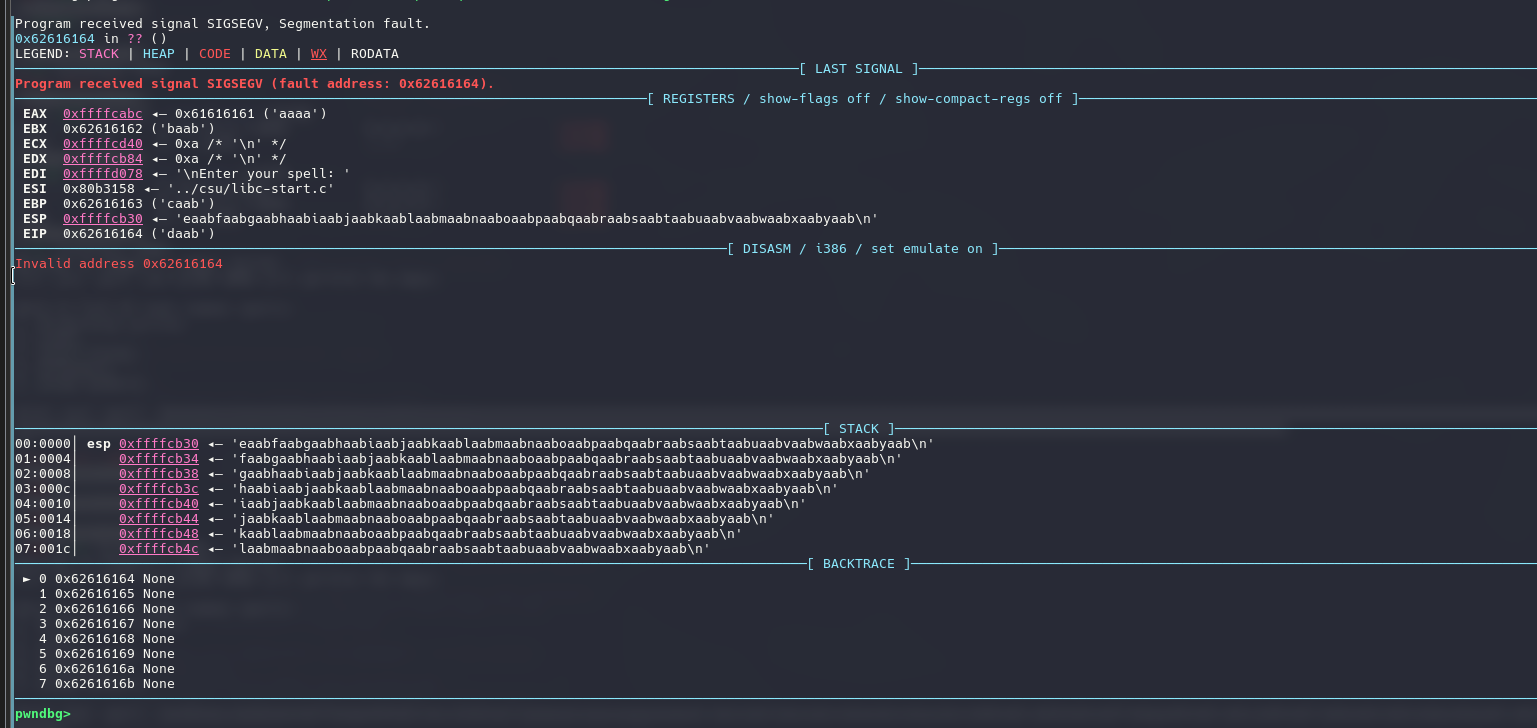 Program received signal SIGSEGV, Segmentation fault.
0x62616164 in ?? ()
LEGEND: STACK | HEAP | CODE | DATA | WX | RODATA
[ LAST SIGNAL ]
Program received signal SIGSEGV (fault address: 0x62616164).
[ REGISTERS / show-flags off / show-compact-regs off ]
EAX 0xffffcabc ◂— 0x61616161 ('aaaa')
EBX 0x62616162 ('baab')
ECX 0xffffcd40 ◂— 0xa /* '\n' */
EDX 0xffffcb84 ◂— 0xa /* '\n' */
EDI 0xffffd078 ◂— '\nEnter your spell: '
ESI 0x80b3158 ◂— '../csu/libc-start.c'
EBP 0x62616163 ('caab')
ESP 0xffffcb30 ◂— 'eaabfaabgaabhaabiaabjaabkaablaabmaabnaaboaabpaabqaabraabsaabtaabuaabvaabwaabxaabyaab\n'
EIP 0x62616164 ('daab')
[ DISASM / i386 / set emulate on ]
Invalid address 0x62616164
[ STACK ]
00:0000│ esp 0xffffcb30 ◂— 'eaabfaabgaabhaabiaabjaabkaablaabmaabnaaboaabpaabqaabraabsaabtaabuaabvaabwaabxaabyaab\n'
01:0004│ 0xffffcb34 ◂— 'faabgaabhaabiaabjaabkaablaabmaabnaaboaabpaabqaabraabsaabtaabuaabvaabwaabxaabyaab\n'
02:0008│ 0xffffcb38 ◂— 'gaabhaabiaabjaabkaablaabmaabnaaboaabpaabqaabraabsaabtaabuaabvaabwaabxaabyaab\n'
03:000c│ 0xffffcb3c ◂— 'haabiaabjaabkaablaabmaabnaaboaabpaabqaabraabsaabtaabuaabvaabwaabxaabyaab\n'
04:0010│ 0xffffcb40 ◂— 'iaabjaabkaablaabmaabnaaboaabpaabqaabraabsaabtaabuaabvaabwaabxaabyaab\n'
05:0014│ 0xffffcb44 ◂— 'jaabkaablaabmaabnaaboaabpaabqaabraabsaabtaabuaabvaabwaabxaabyaab\n'
06:0018│ 0xffffcb48 ◂— 'kaablaabmaabnaaboaabpaabqaabraabsaabtaabuaabvaabwaabxaabyaab\n'
07:001c│ 0xffffcb4c ◂— 'laabmaabnaaboaabpaabqaabraabsaabtaabuaabvaabwaabxaabyaab\n'
[ BACKTRACE ]
► 0 0x62616164 None
1 0x62616165 None
2 0x62616166 None
3 0x62616167 None
4 0x62616168 None
5 0x62616169 None
6 0x6261616a None
7 0x6261616b None
pwndbg>